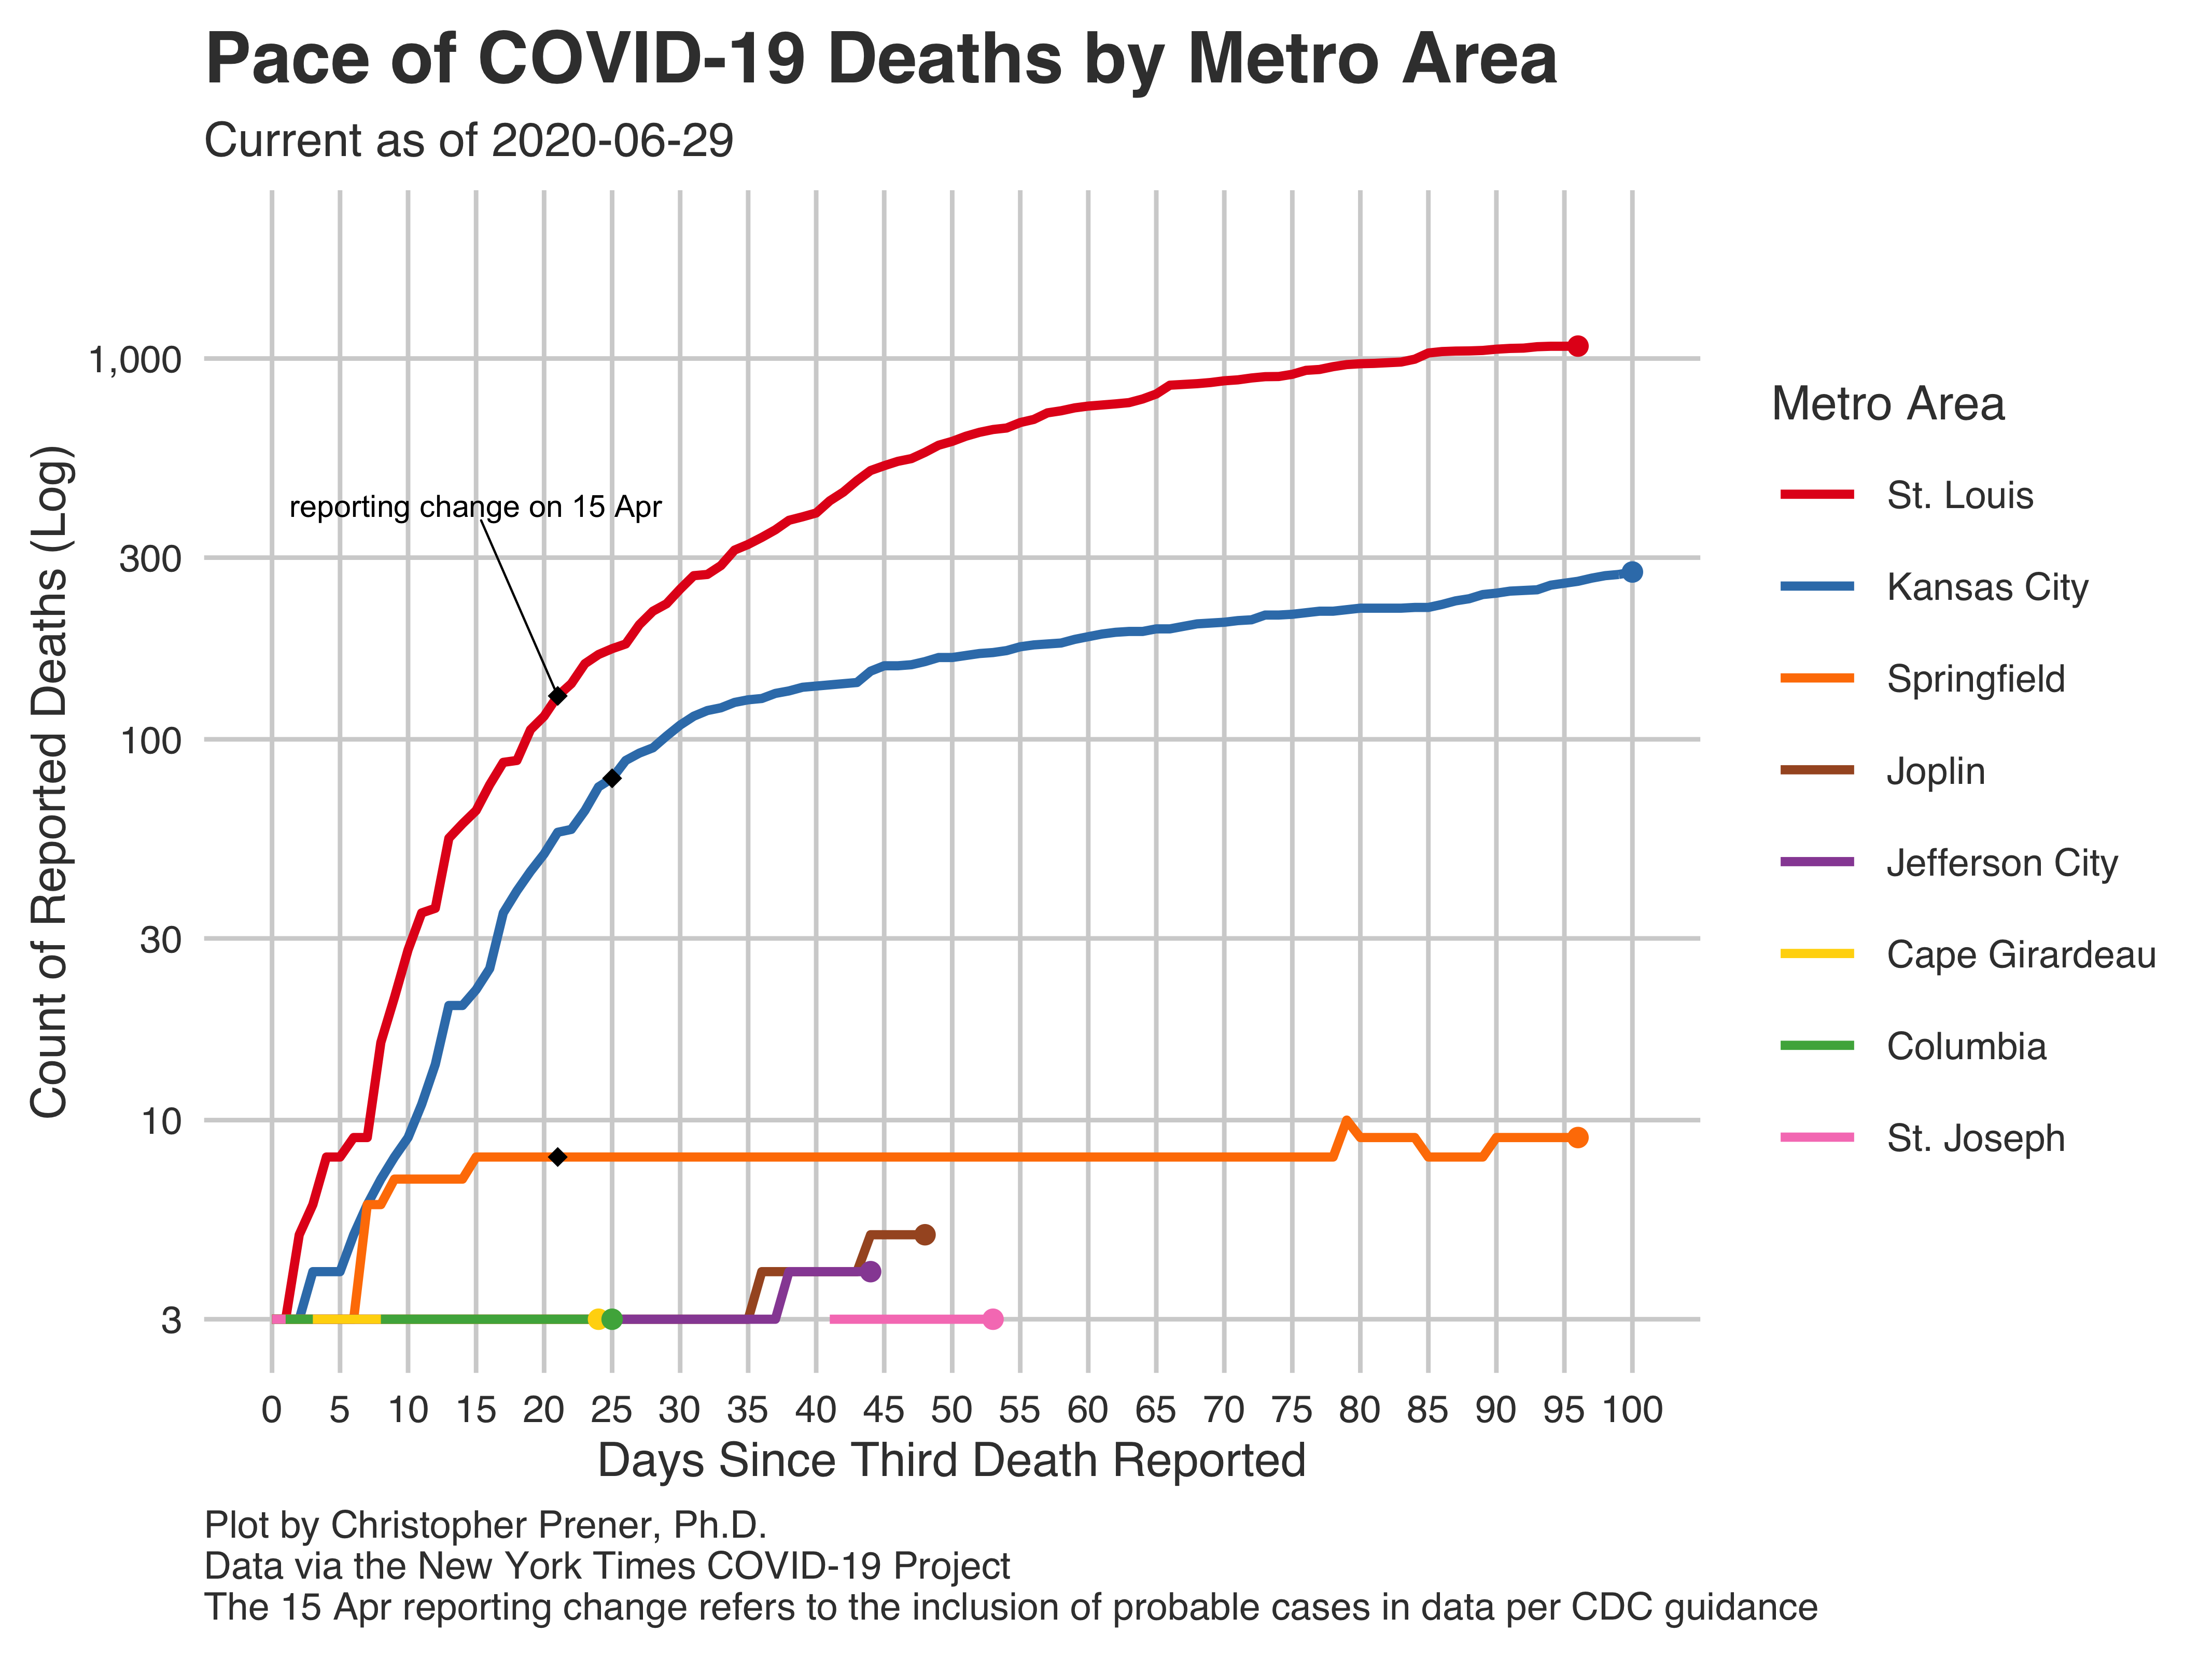 Pace of COVID-19 Deaths by Metro Area
Current as of 2020-06-29
Count of Reported Deaths (Log)
1,000
300
100
30
10
3
reporting change on 15 Apr
0 5 10 15 20 25 30 35 40 45 50 55 60 65 70 75 80 85 90 95 100
Days Since Third Death Reported
Metro Area
St. Louis
Kansas City
Springfield
Joplin
Jefferson City
Cape Girardeau
Columbia
St. Joseph
Plot by Christopher Prener, Ph.D.
Data via the New York Times COVID-19 Project
The 15 Apr reporting change refers to the inclusion of probable cases in data per CDC guidance